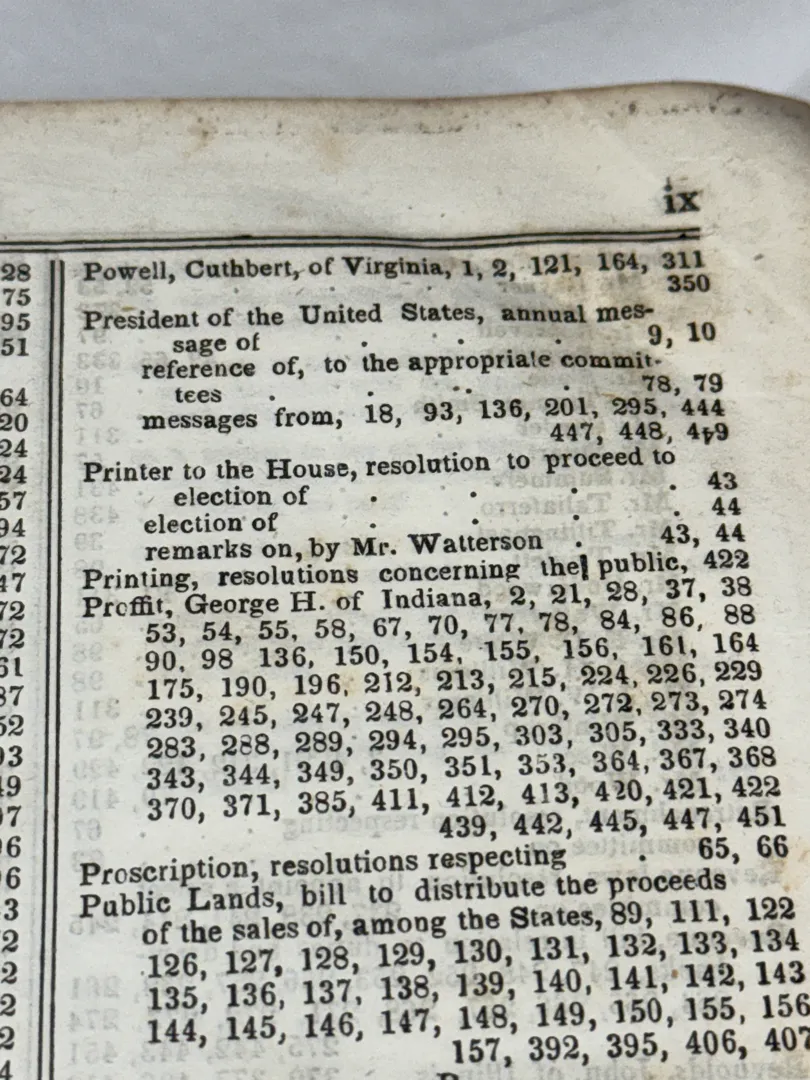 ix
28
75
95
51
64
20
24
24
57
94
72
47
72
72
61
87
52
93
49
97
96
96
3
2
2
2
2
4
Powell, Cuthbert, of Virginia, 1, 2, 121, 164, 311
350
President of the United States, annual mes-
sage of . . . 9, 10
reference of, to the appropriate commit-
tees . . . . 78, 79
messages from, 18, 93, 136, 201, 295, 444
447, 448, 449
Printer to the House, resolution to proceed to
election of . . . . 43
election of . . . . 44
remarks on, by Mr. Watterson . 43, 44
Printing, resolutions concerning the public, 422
Proffit, George H. of Indiana, 2, 21, 28, 37, 38
53, 54, 55, 58, 67, 70, 77, 78, 84, 86, 88
90, 98 136, 150, 154, 155, 156, 161, 164
175, 190, 196, 212, 213, 215, 224, 226, 229
239, 245, 247, 248, 264, 270, 272, 273, 274
283, 288, 289, 294, 295, 303, 305, 333, 340
343, 344, 349, 350, 351, 353, 364, 367, 368
370, 371, 385, 411, 412, 413, 420, 421, 422
439, 442, 445, 447, 451
Proscription, resolutions respecting . 65, 66
Public Lands, bill to distribute the proceeds
of the sales of, among the States, 89, 111, 122
126, 127, 128, 129, 130, 131, 132, 133, 134
135, 136, 137, 138, 139, 140, 141, 142, 143
144, 145, 146, 147, 148, 149, 150, 155, 156
157, 392, 395, 406, 407